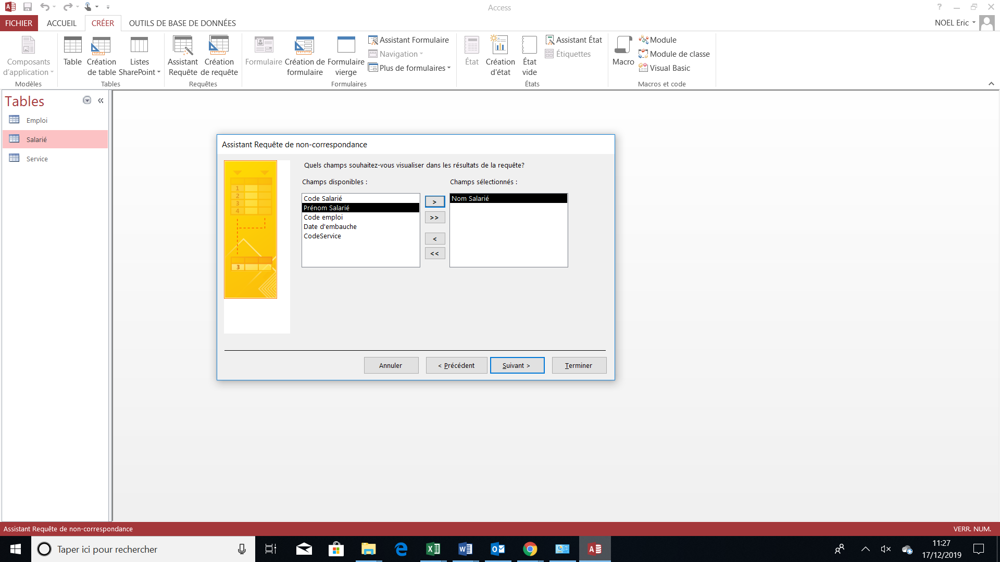 Access
?
FICHIER ACCUEIL CRÉER OUTILS DE BASE DE DONNÉES
NOEL Eric
Composants
d'application
Modèles
Table
Création
de table
Listes
SharePoint
Tables
Assistant
Requête
Création
de requête
Requêtes
Formulaire
Création de
formulaire
Formulaire
vierge
Assistant Formulaire
Navigation
Plus de formulaires
Formulaires
État
Création
d'état
État
vide
Assistant État
Étiquettes
États
Macro
Module
Module de classe
Visual Basic
Macros et code
Tables
«
Emploi
Salarié
Service
Assistant Requête de non-correspondance
Quels champs souhaitez-vous visualiser dans les résultats de la requête?
Champs disponibles :
Champs sélectionnés :
Code Salarié
Prénom Salarié
Code emploi
Date d'embauche
CodeService
>
>>
<
<<
Nom Salarié
1
2
3
4
3
Annuler
< Précédent
Suivant >
Terminer
Assistant Requête de non-correspondance
VERR. NUM.
Taper ici pour rechercher
11:27
17/12/2019